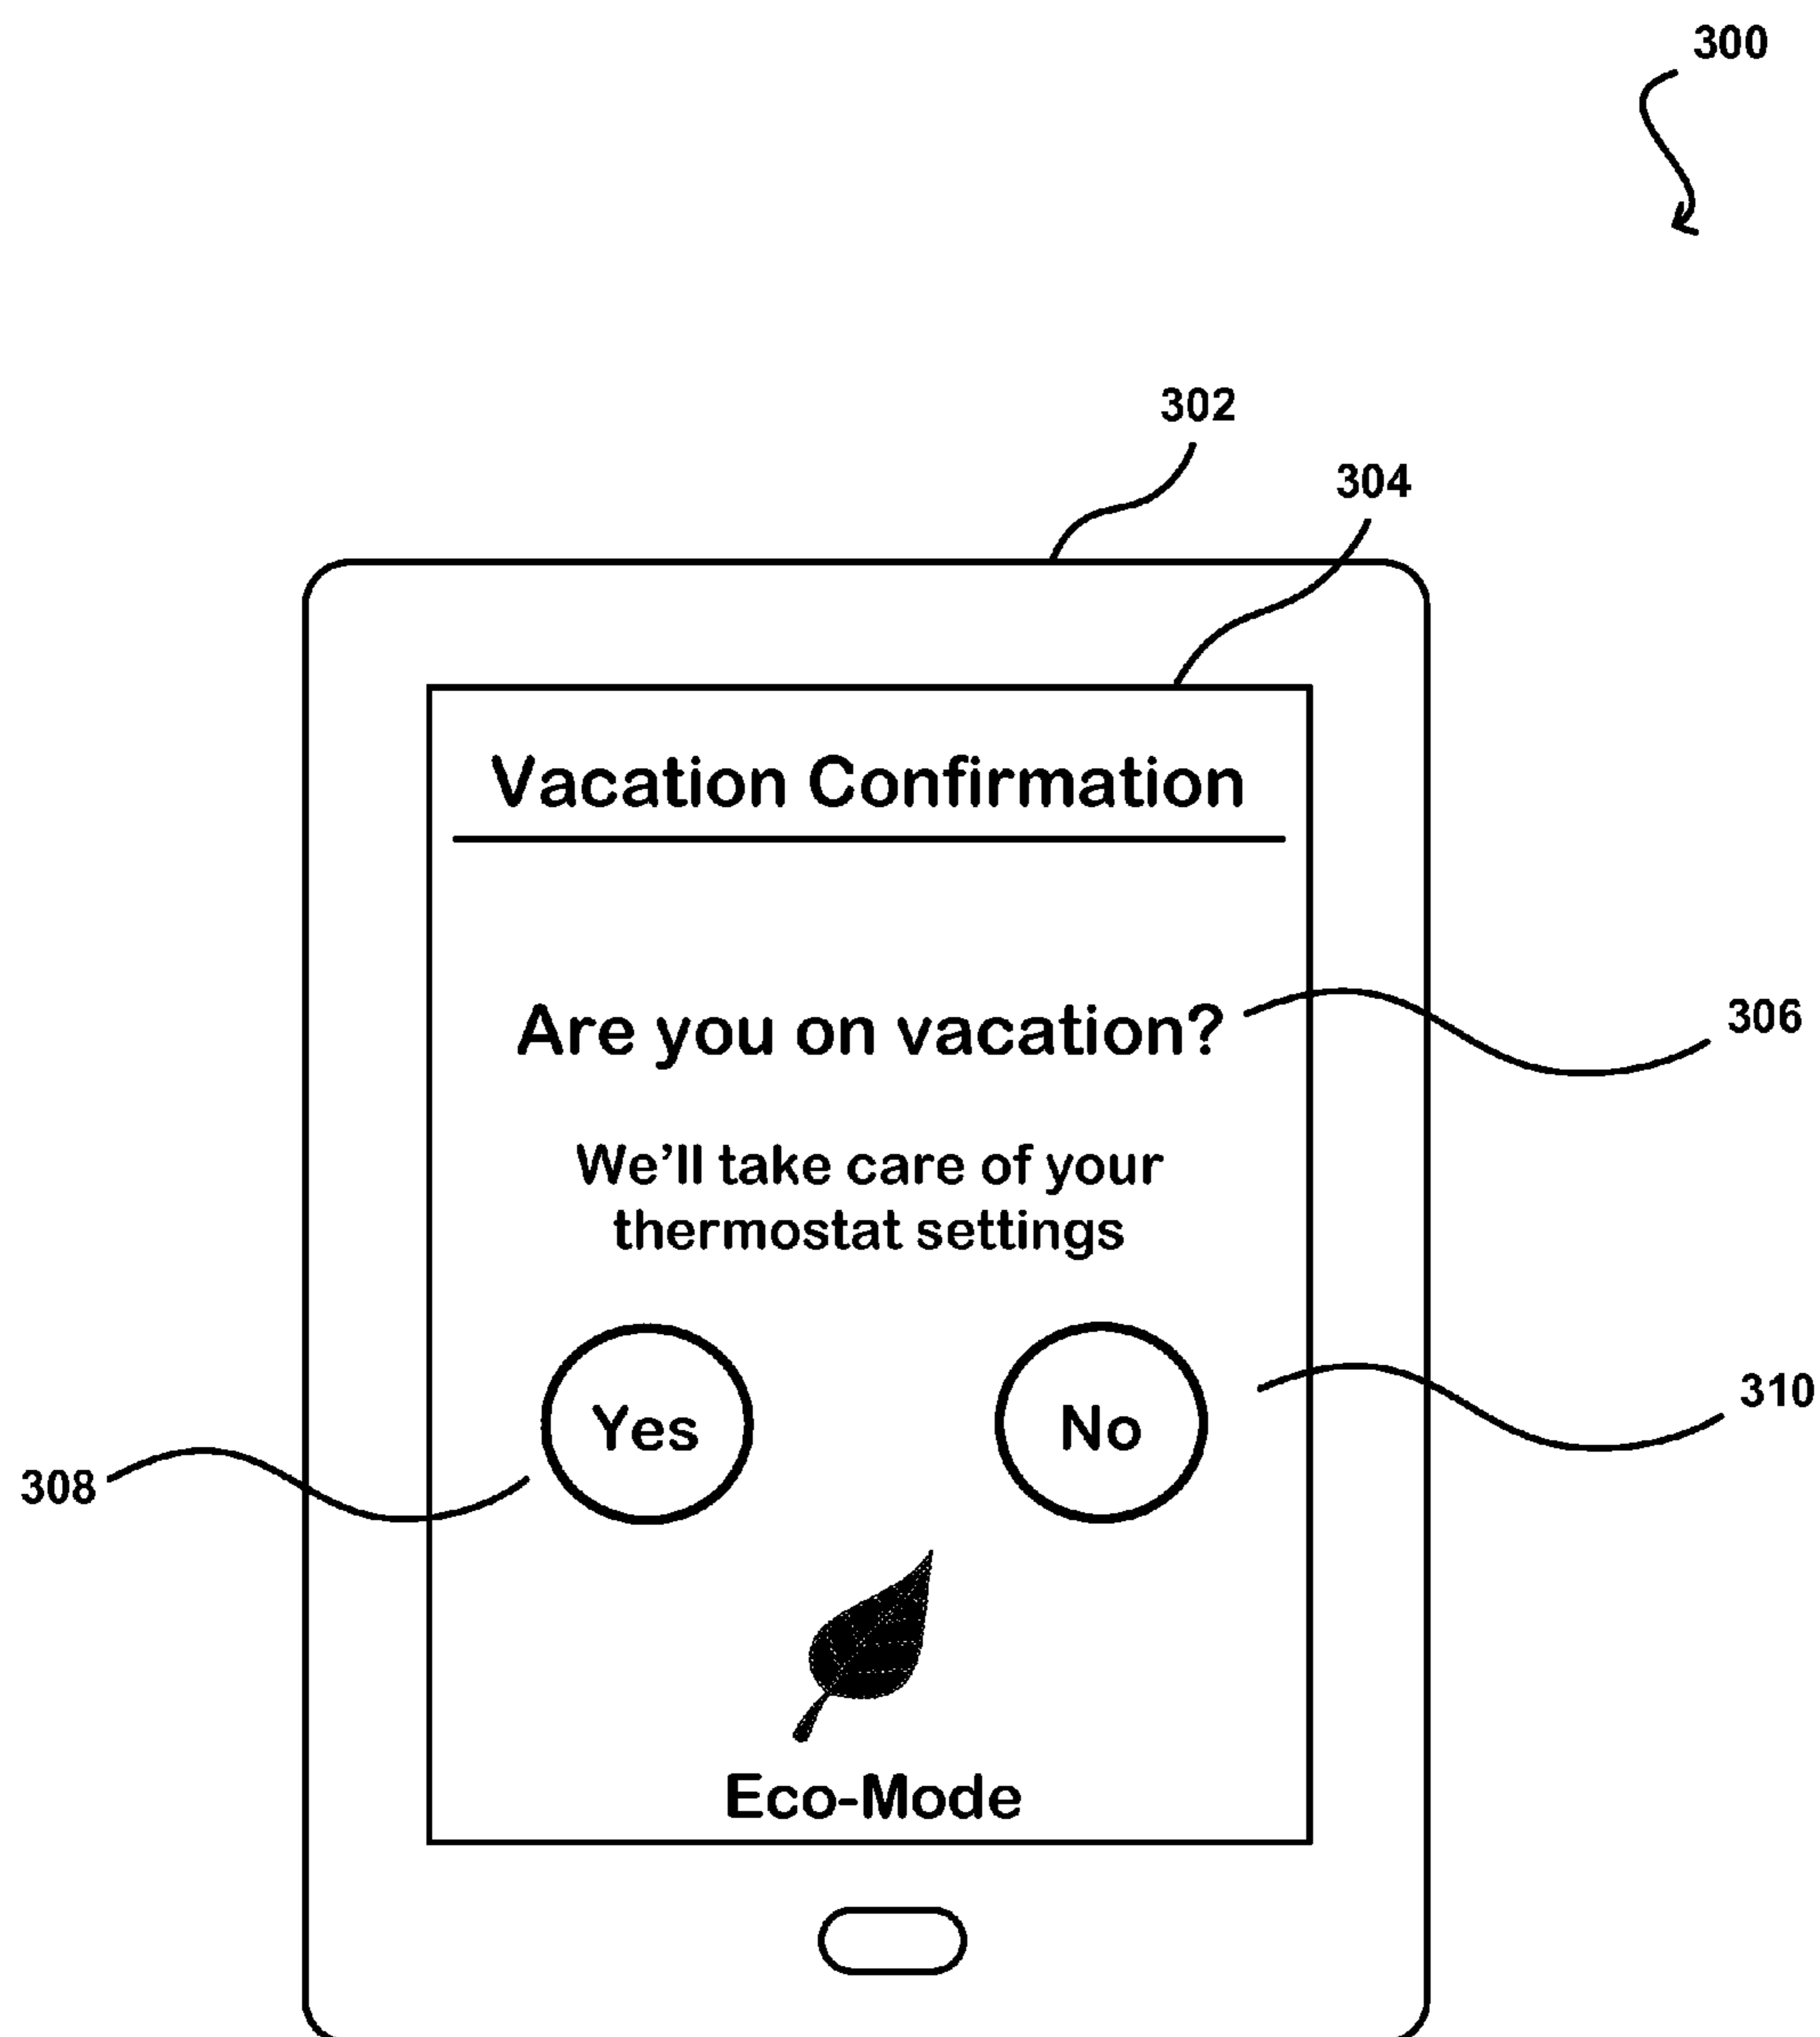 300
302
304
Vacation Confirmation
Are you on vacation?
306
We’ll take care of your
thermostat settings
Yes
No
310
308
Eco-Mode